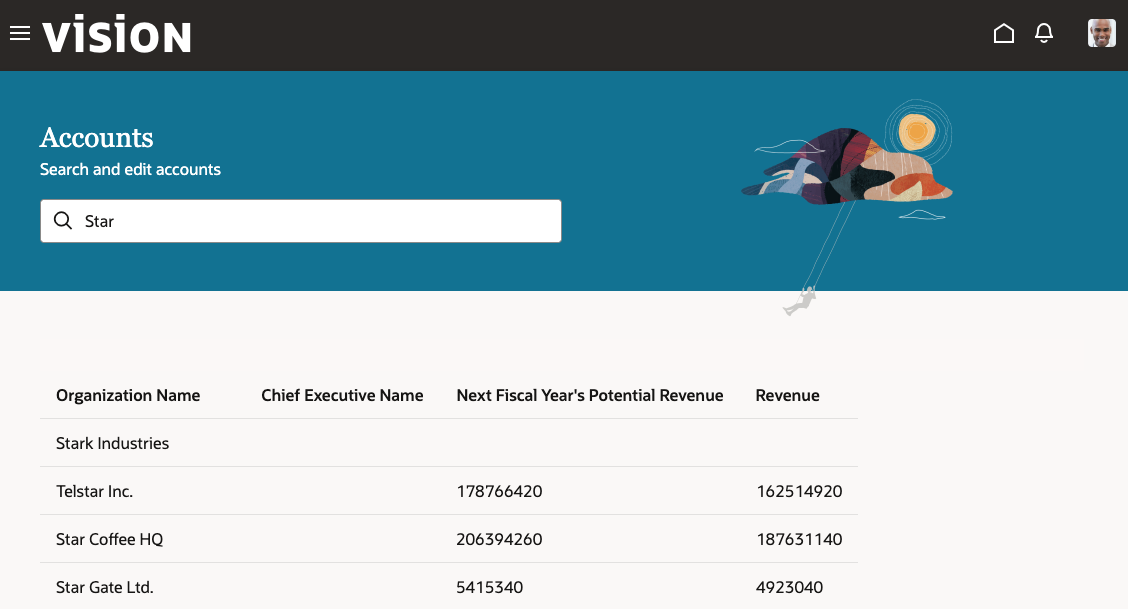 vision
Accounts
Search and edit accounts
Star
Organization Name Chief Executive Name Next Fiscal Year's Potential Revenue Revenue
Stark Industries
Telstar Inc. 178766420 162514920
Star Coffee HQ 206394260 187631140
Star Gate Ltd. 5415340 4923040